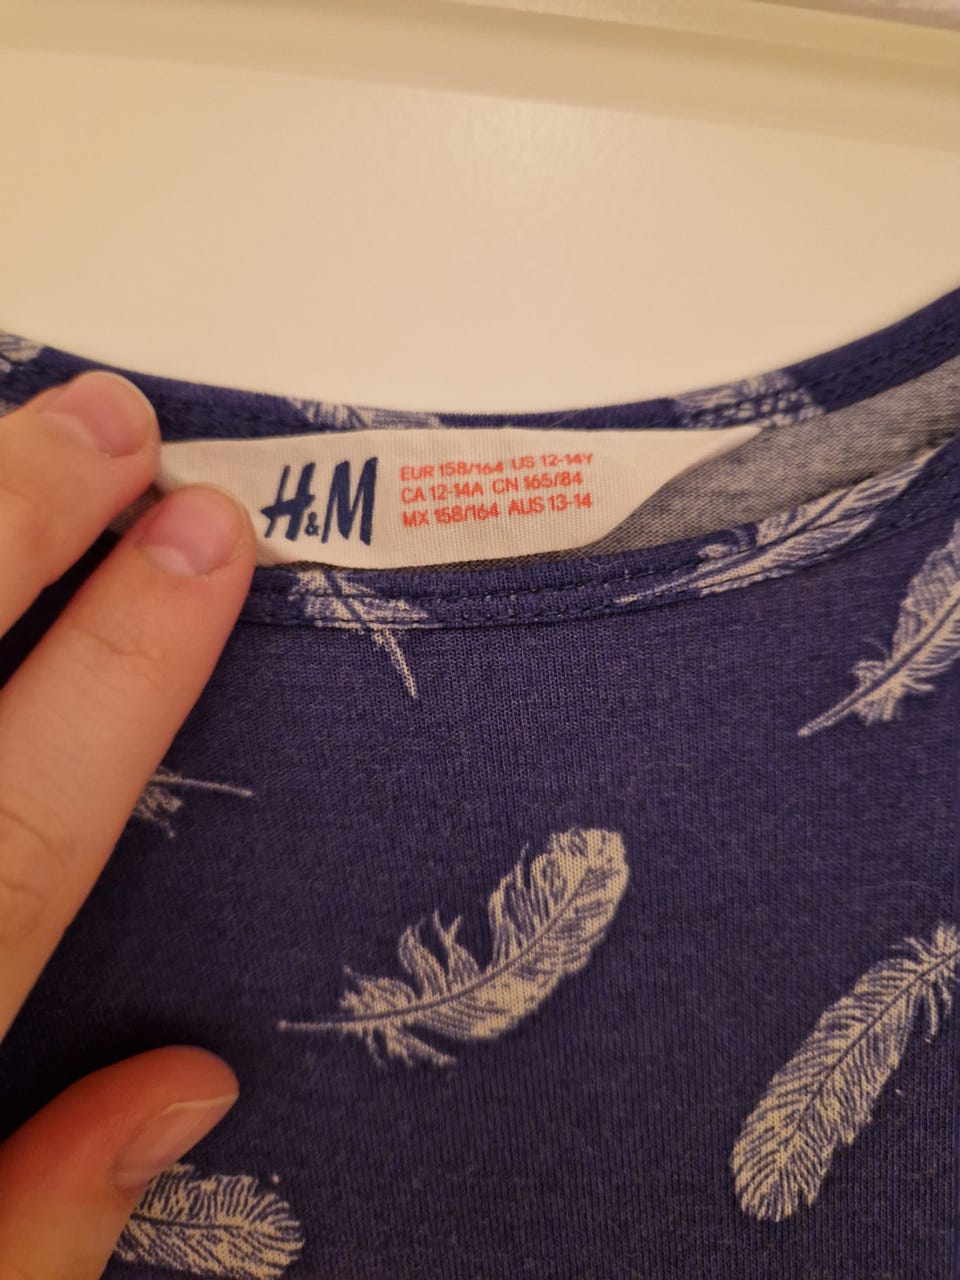 H&M
EUR 158/164 US 12-14Y
CA 12-14A CN 165/84
MX 158/164 AUS 13-14